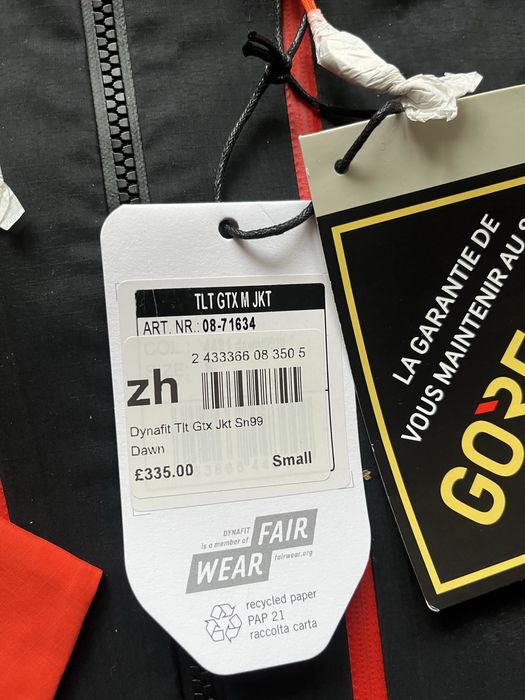 TLT GTX M JKT
ART. NR.: 08-71634
2 433366 08 350 5
zh
Dynafit Tlt Gtx Jkt Sn99
Dawn
£335.00 Small
DYNAFIT
is a member of
FAIR
WEAR
fairwear.org
recycled paper
PAP 21
raccolta carta
LA GARANTIE DE
VOUS MAINTENIR AU
GORE